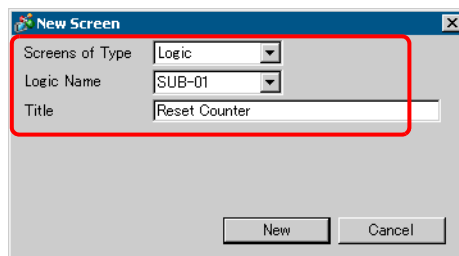 New Screen
Screens of Type Logic
Logic Name SUB-01
Title Reset Counter
New Cancel